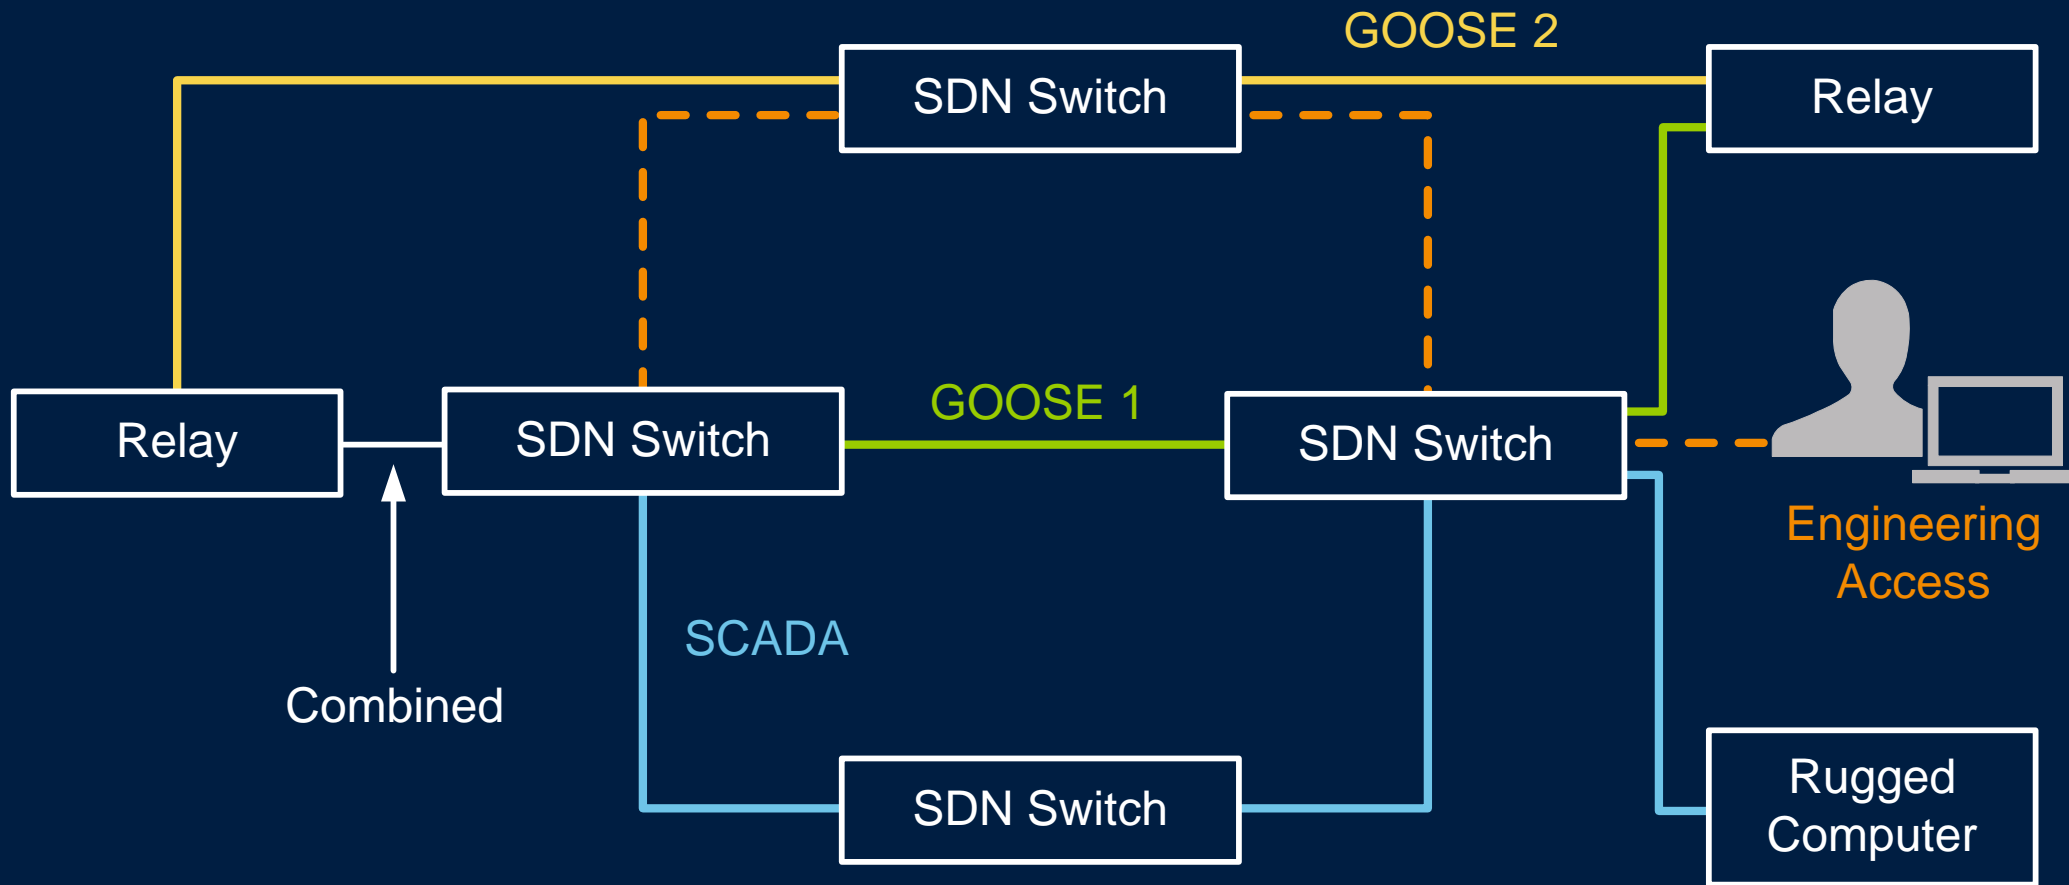 GOOSE 2
SDN Switch
Relay
GOOSE 1
Relay
SDN Switch
SDN Switch
Engineering
Access
SCADA
Combined
SDN Switch
Rugged
Computer